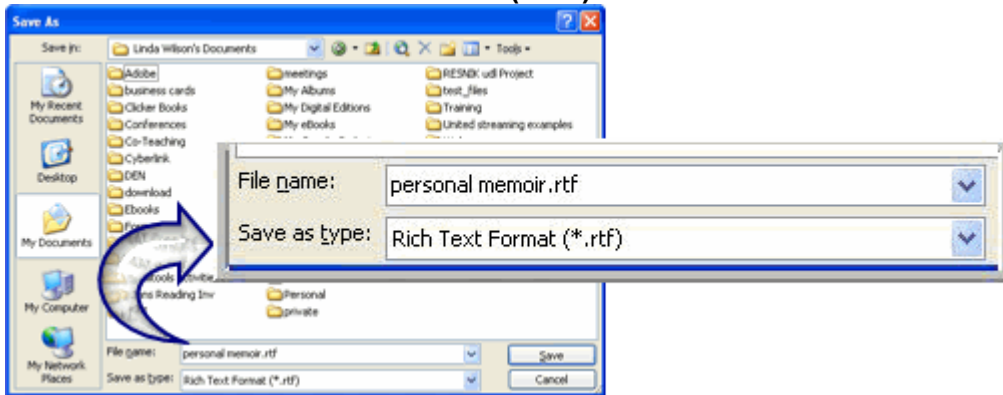 Save As
Save in:
Linda Wilson's Documents
Tools
Adobe
business cards
Clicker Books
Conferences
Co-Teaching
Cyberlink
DEN
download
Ebooks
meetings
My Albums
My Digital Editions
My eBooks
RESNIK udl Project
test_files
Training
United streaming examples
Personal
private
My Recent
Documents
Desktop
My Documents
My Computer
My Network
Places
File name:
personal memoir.rtf
Save as type:
Rich Text Format (*.rtf)
File name:
personal memoir.rtf
Save
Save as type:
Rich Text Format (*.rtf)
Cancel